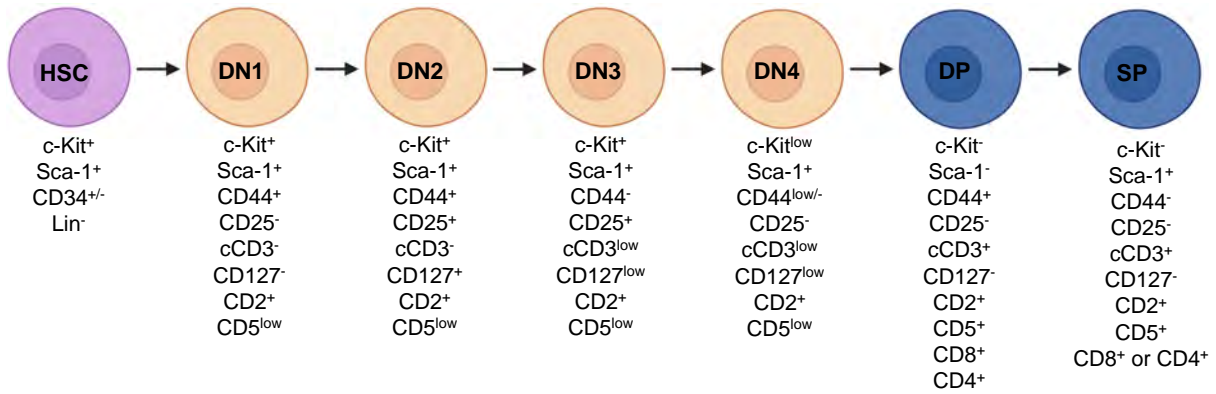 HSC
DN1
DN2
DN3
DN4
DP
SP
c-Kit⁺
Sca-1⁺
CD34⁺/⁻
Lin⁻
c-Kit⁺
Sca-1⁺
CD44⁺
CD25⁻
cCD3⁻
CD127⁻
CD2⁺
CD5ˡᵒʷ
c-Kit⁺
Sca-1⁺
CD44⁺
CD25⁺
cCD3⁻
CD127⁺
CD2⁺
CD5ˡᵒʷ
c-Kit⁺
Sca-1⁺
CD44⁻
CD25⁺
cCD3ˡᵒʷ
CD127ˡᵒʷ
CD2⁺
CD5ˡᵒʷ
c-Kitˡᵒʷ
Sca-1⁺
CD44ˡᵒʷ/⁻
CD25⁻
cCD3ˡᵒʷ
CD127ˡᵒʷ
CD2⁺
CD5ˡᵒʷ
c-Kit⁻
Sca-1⁻
CD44⁺
CD25⁻
cCD3⁺
CD127⁻
CD2⁺
CD5⁺
CD8⁺
CD4⁺
c-Kit⁻
Sca-1⁺
CD44⁻
CD25⁻
cCD3⁺
CD127⁻
CD2⁺
CD5⁺
CD8⁺ or CD4⁺